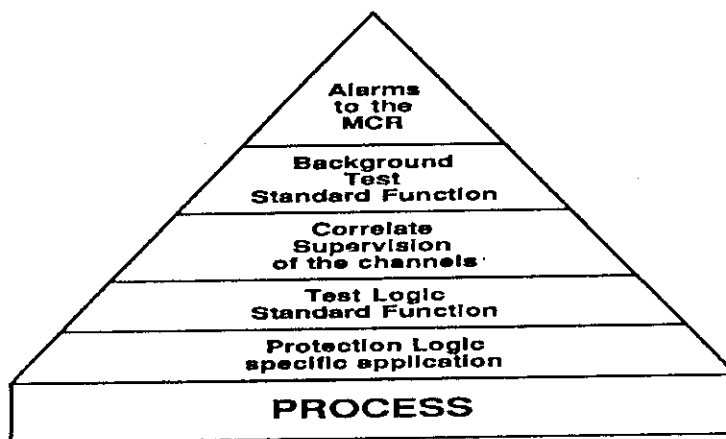 Alarms
to the
MCR
Background
Test
Standard Function
Correlate
Supervision
of the channels
Test Logic
Standard Function
Protection Logic
specific application
PROCESS